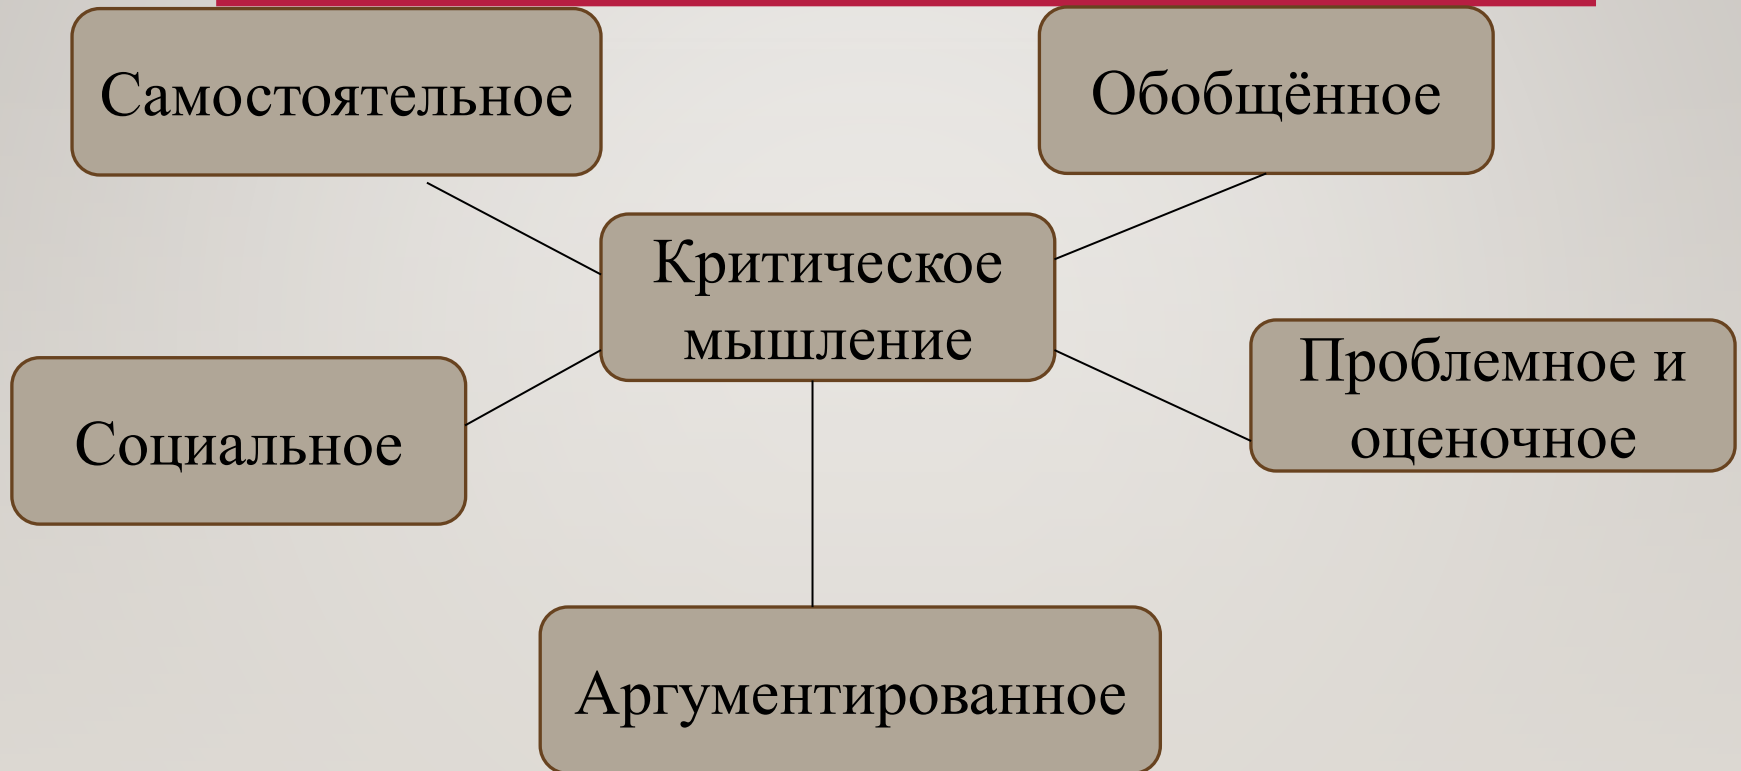 Самостоятельное
Обобщённое
Критическое
мышление
Проблемное и
оценочное
Социальное
Аргументированное